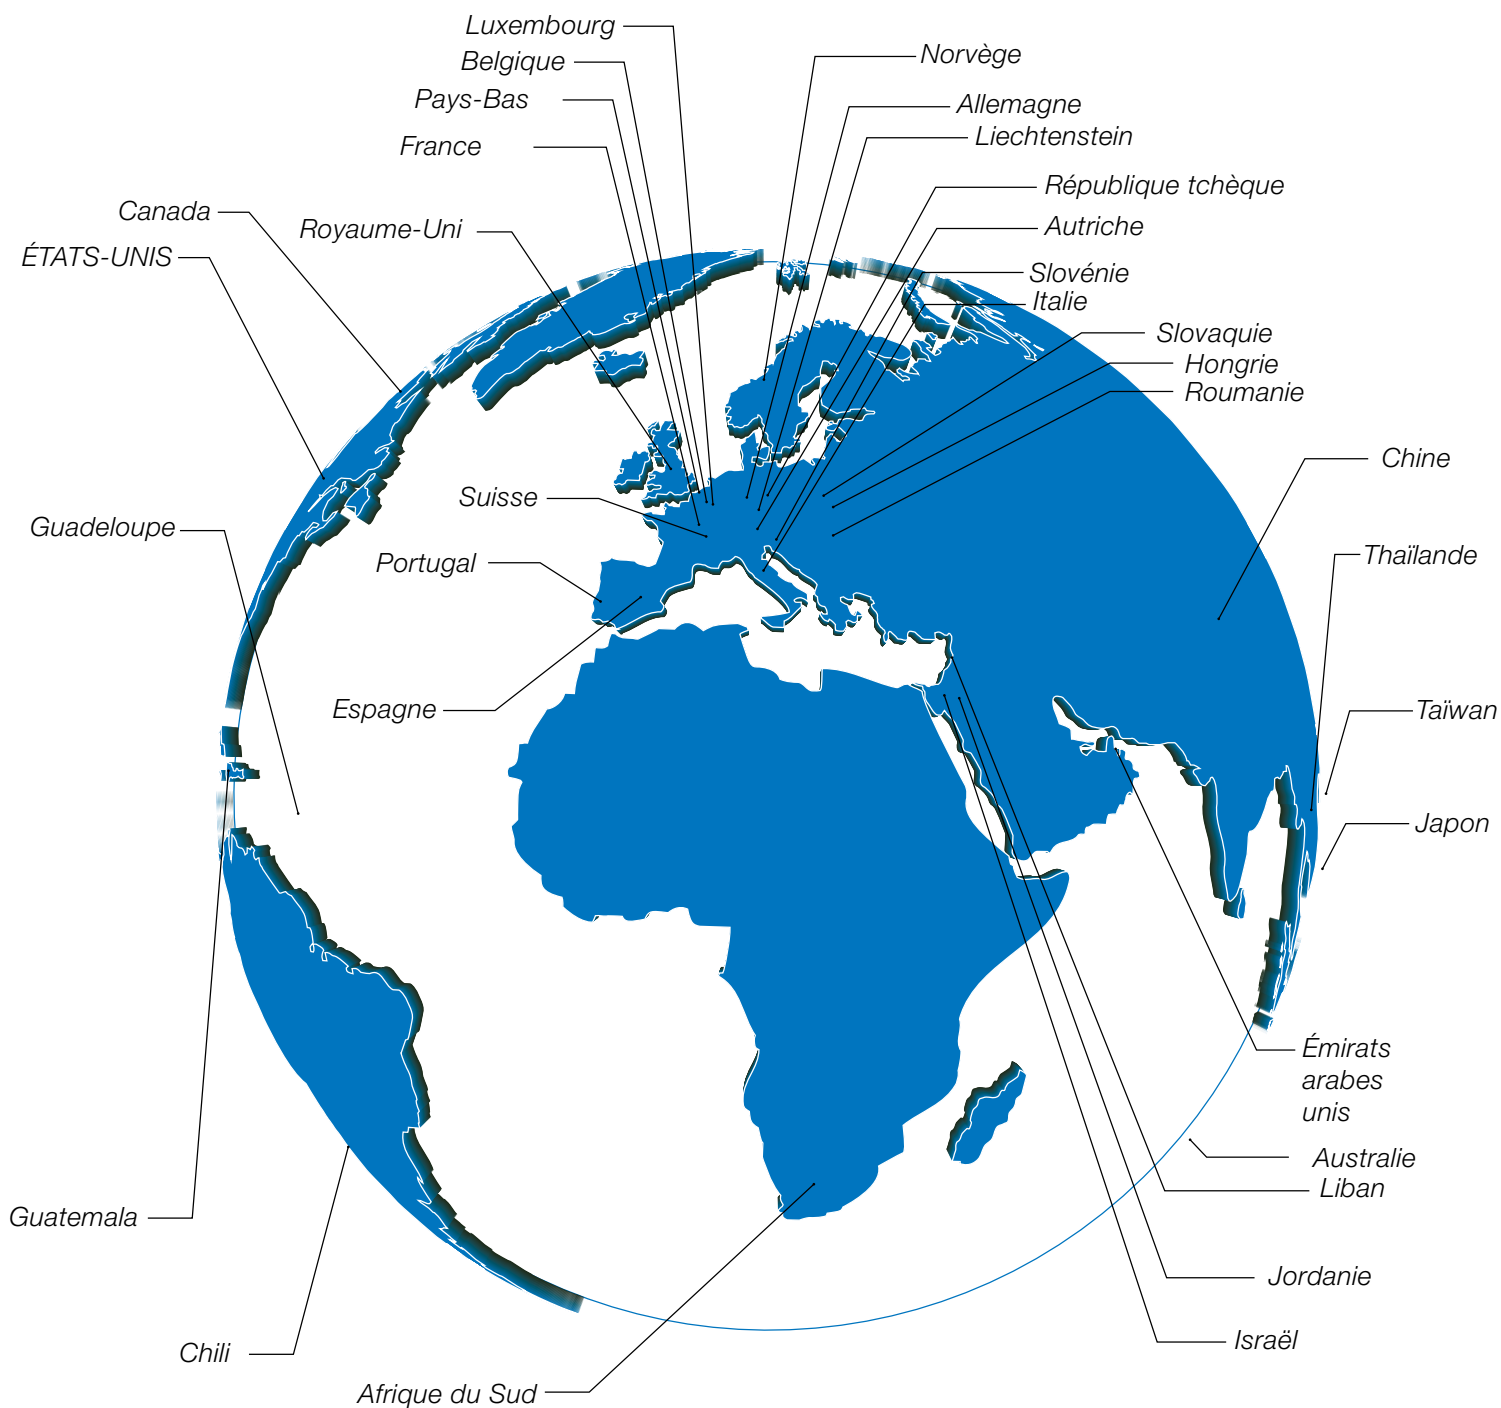 Luxembourg
Belgique
Pays-Bas
France
Canada
Royaume-Uni
ÉTATS-UNIS
Norvège
Allemagne
Liechtenstein
République tchèque
Autriche
Slovénie
Italie
Slovaquie
Hongrie
Roumanie
Chine
Suisse
Guadeloupe
Portugal
Thaïlande
Espagne
Taïwan
Japon
Émirats
arabes
unis
Australie
Liban
Guatemala
Jordanie
Israël
Chili
Afrique du Sud